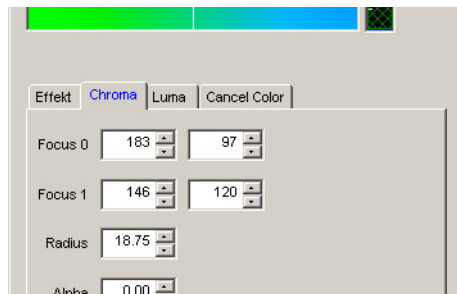 Effekt Chroma Luma Cancel Color
Focus 0 183 97
Focus 1 146 120
Radius 18.75
Alpha 0.00